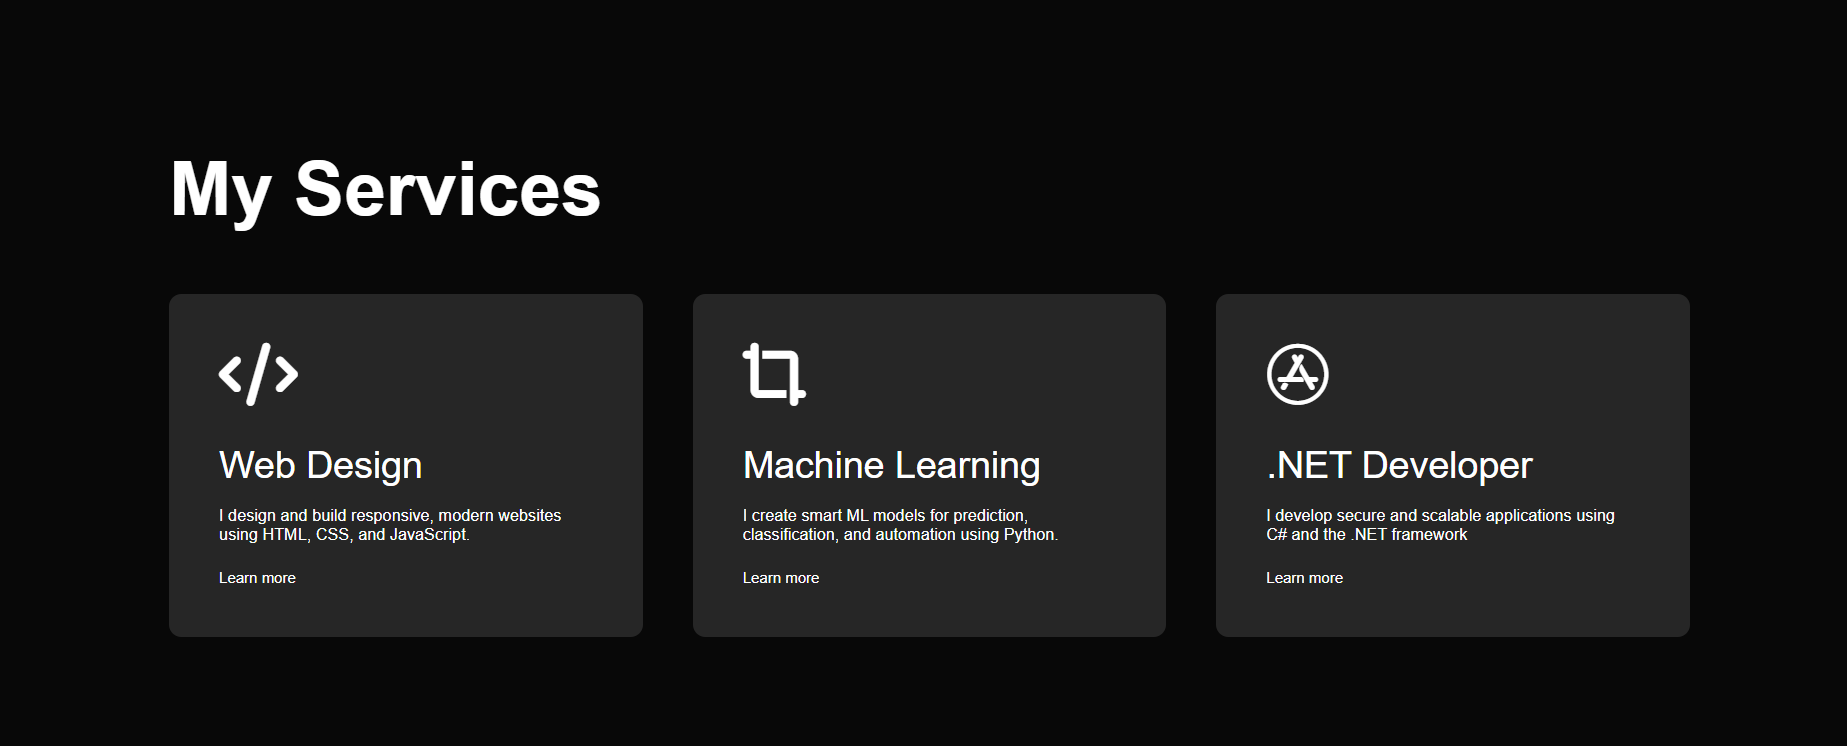 My Services
Web Design
I design and build responsive, modern websites
using HTML, CSS, and JavaScript.
Learn more
Machine Learning
I create smart ML models for prediction,
classification, and automation using Python.
Learn more
.NET Developer
I develop secure and scalable applications using
C# and the .NET framework
Learn more